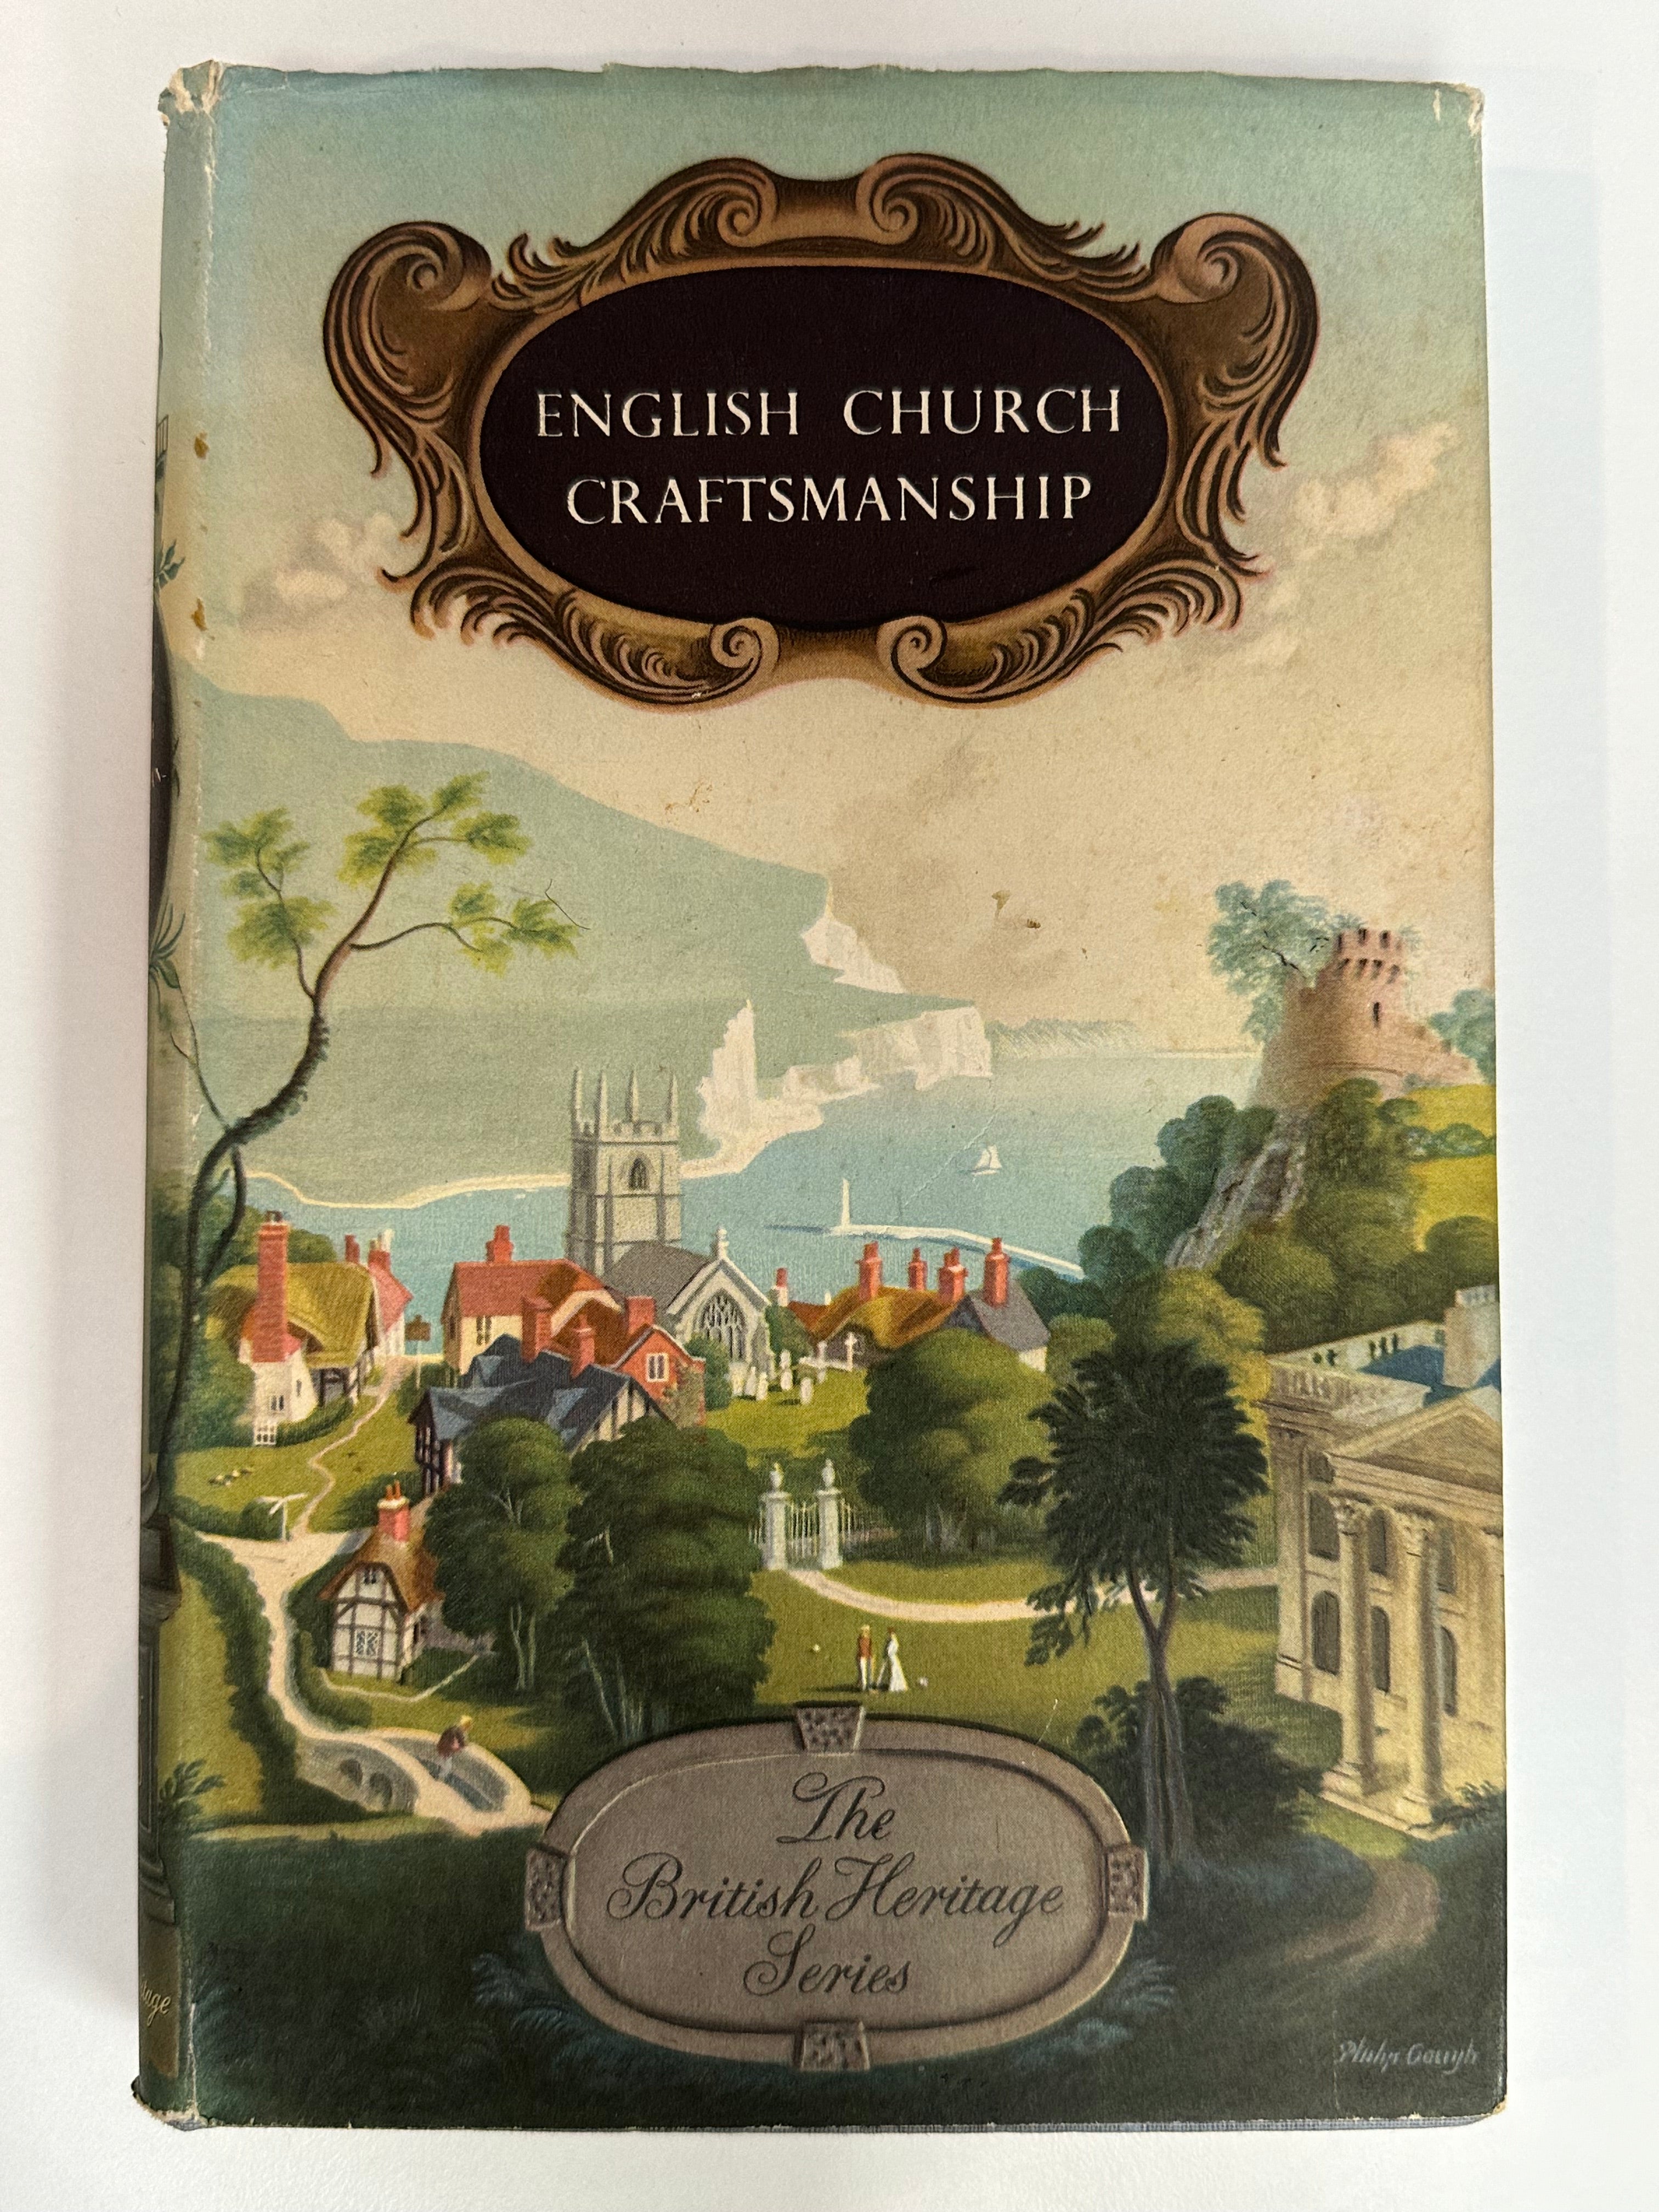 ENGLISH CHURCH
CRAFTSMANSHIP
The
British Heritage
Series
Philip Gough